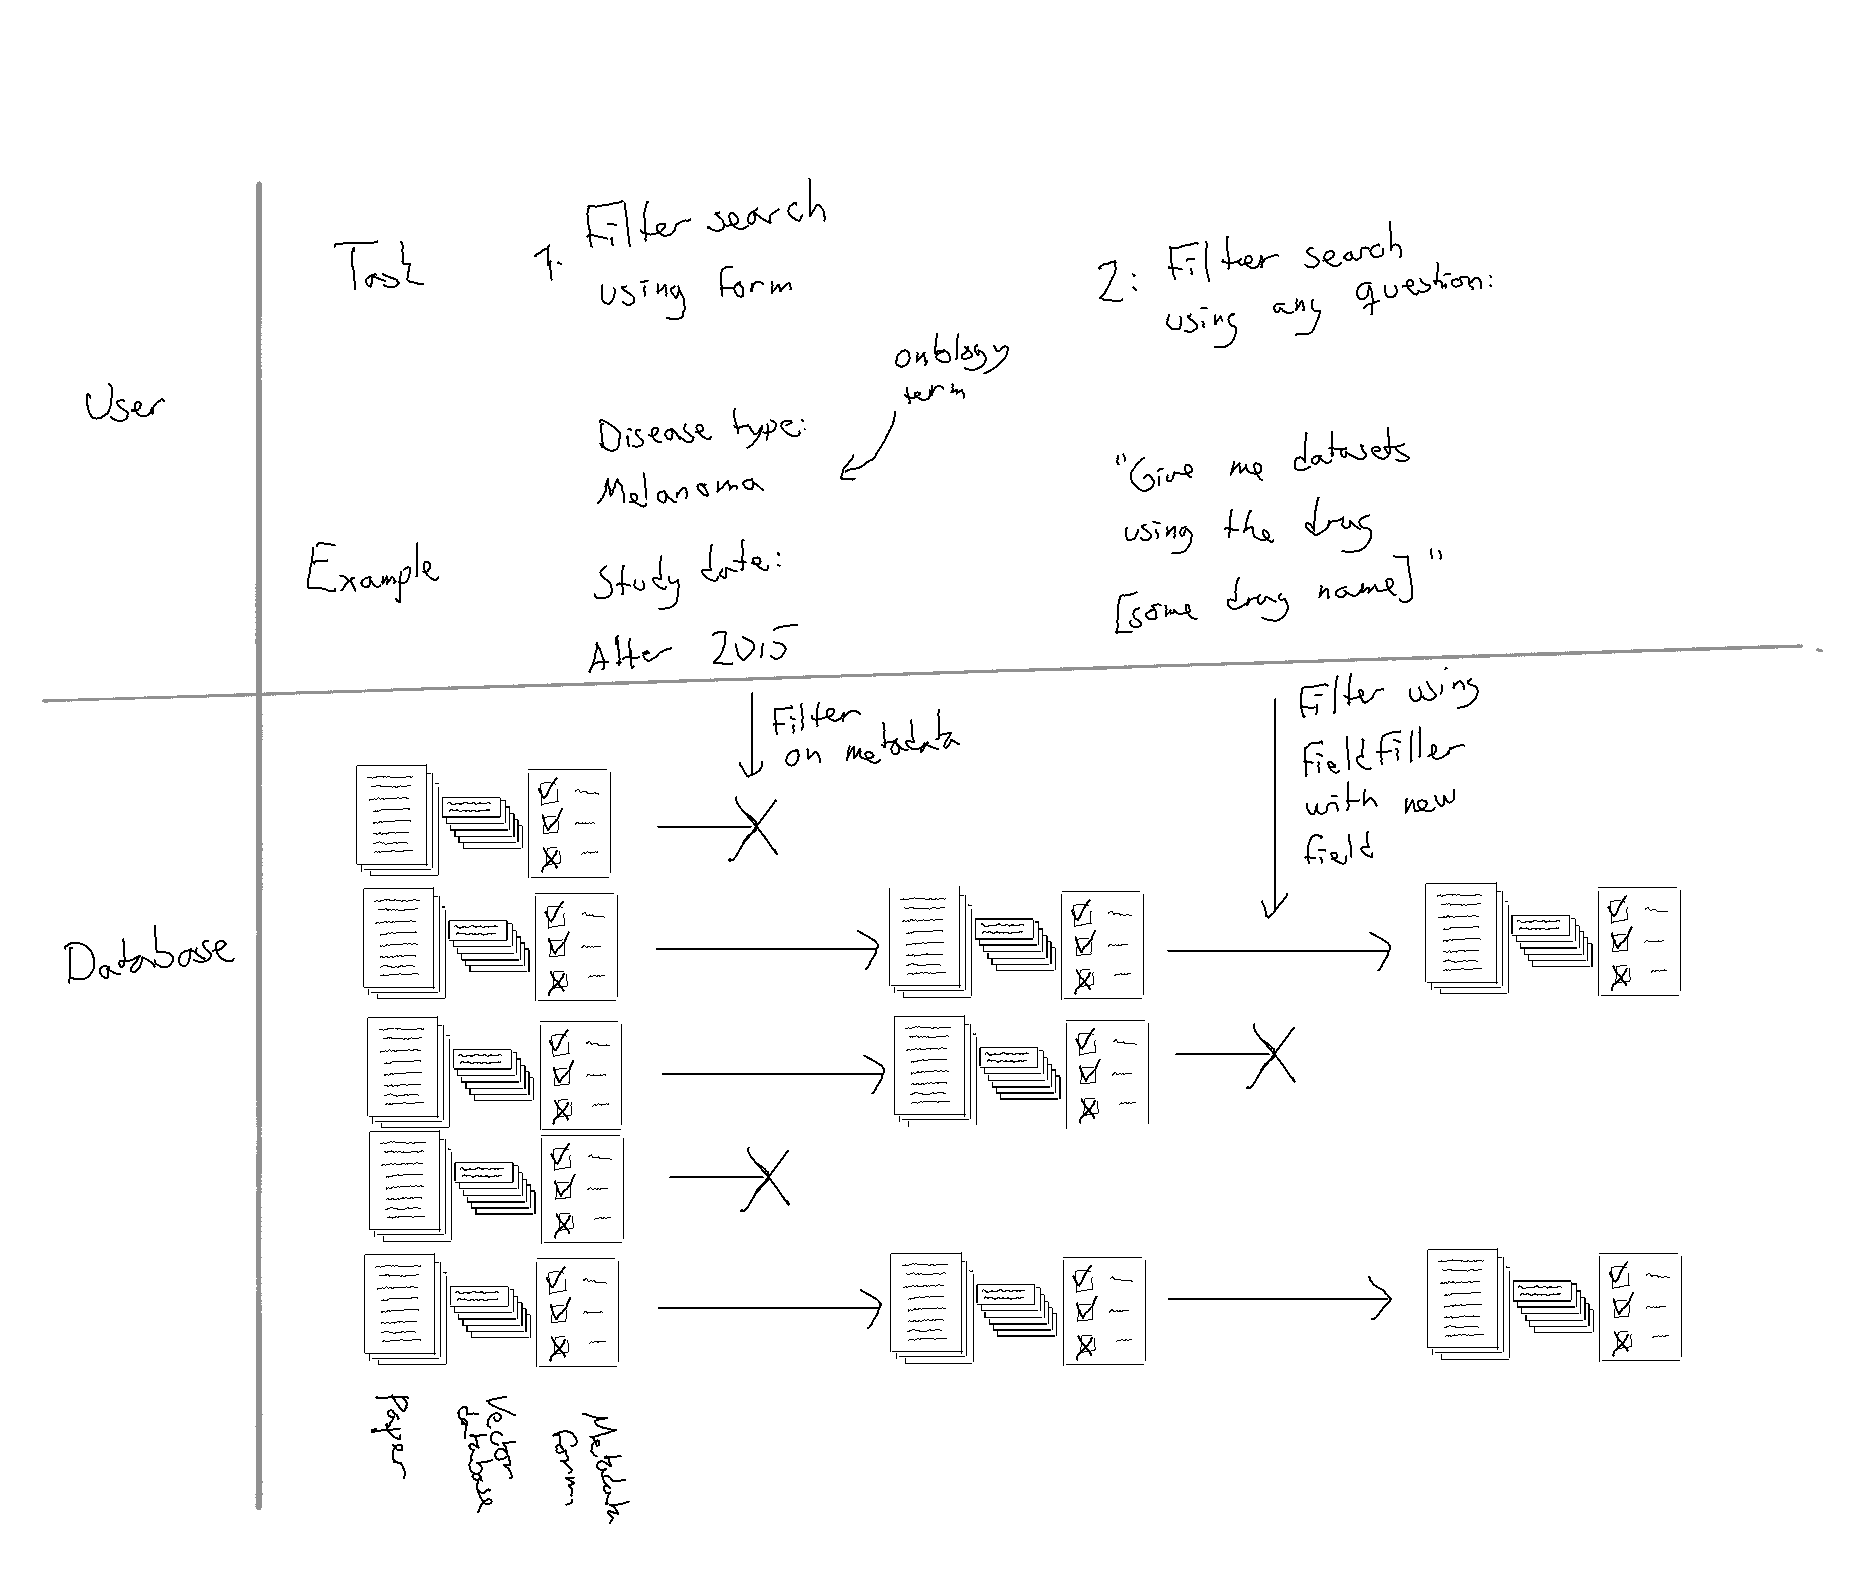 Task
1. Filter search
using form
2: Filter search
using any question:
ontology
term
User
Disease type:
Melanoma
"Give me datasets
using the drug
[some drug name]"
Example
Study date:
After 2015
Filter
on metadata
Filter using
FieldFiller
with new
field
Database
Paper
Vector
database
Metadata
form